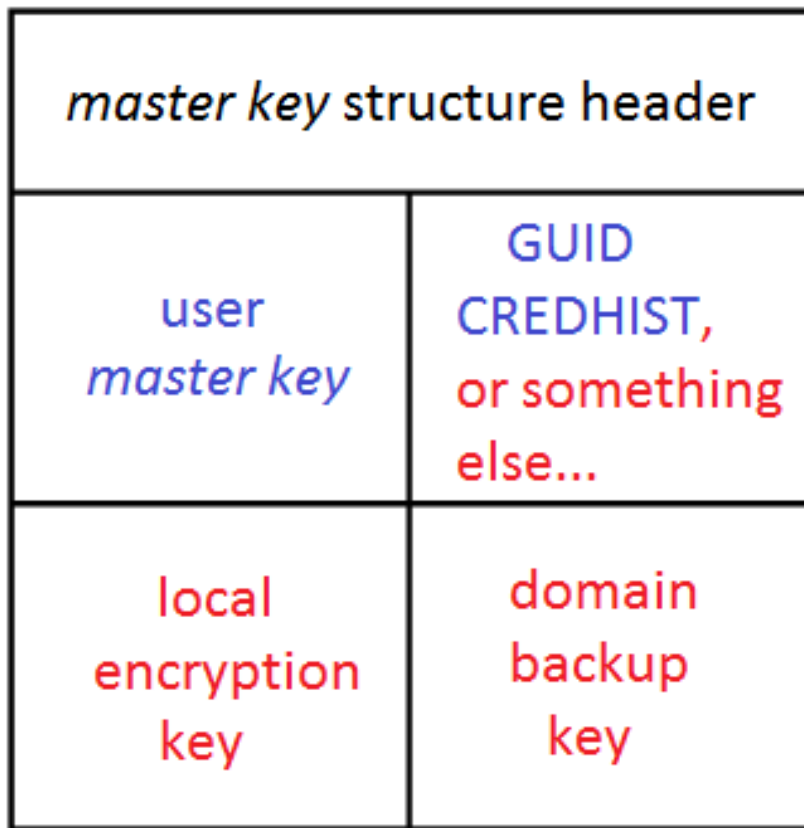 master key structure header
user
master key
GUID
CREDHIST,
or something
else...
local
encryption
key
domain
backup
key